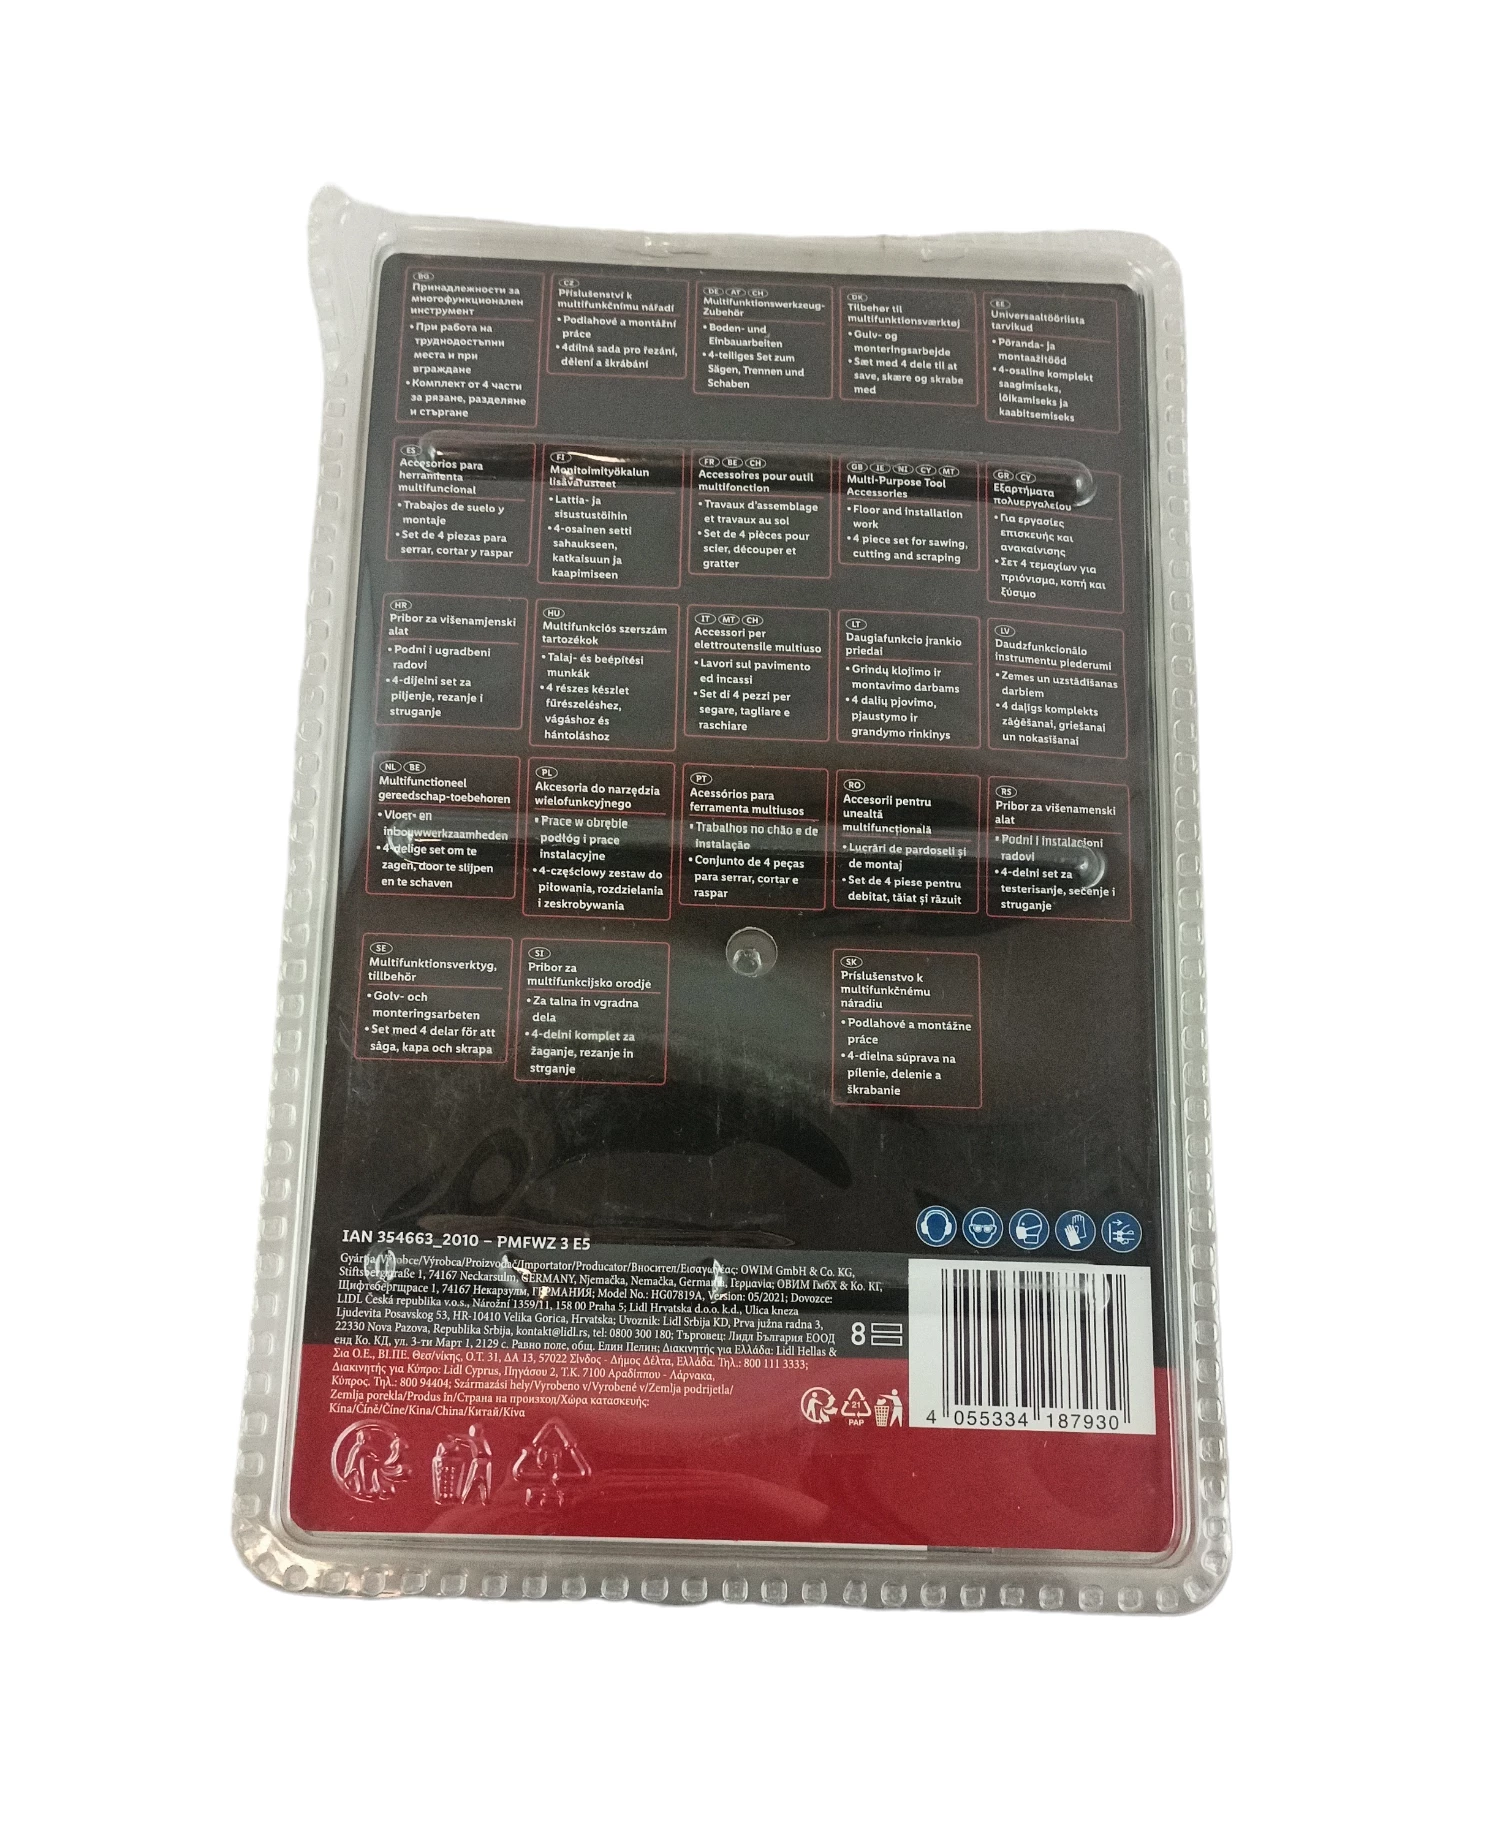 BG
Принадлежности за
многофункционален
инструмент
• При работа на
труднодостъпни
места и при
вграждане
• Комплект от 4 части
за рязане, разделяне
и стъргане
CZ
Příslušenství k
multifunkčnímu nářadí
• Podlahové a montážní
práce
• 4dílná sada pro řezání,
dělení a škrábání
DE AT CH
Multifunktionswerkzeug-
Zubehör
• Boden- und
Einbauarbeiten
• 4-teiliges Set zum
Sägen, Trennen und
Schaben
DK
Tilbehør til
multifunktionsværktøj
• Gulv- og
monteringsarbejde
• Sæt med 4 dele til at
save, skære og skrabe
med
EE
Universaaltööriista
tarvikud
• Põranda- ja
montaažitööd
• 4-osaline komplekt
saagimiseks,
lõikamiseks ja
kaabitsemiseks
ES
Accesorios para
herramienta
multifuncional
• Trabajos de suelo y
montaje
• Set de 4 piezas para
serrar, cortar y raspar
FI
Monitoimityökalun
lisävarusteet
• Lattia- ja
sisustustöihin
• 4-osainen setti
sahaukseen,
katkaisuun ja
kaapimiseen
FR BE CH
Accessoires pour outil
multifonction
• Travaux d'assemblage
et travaux au sol
• Set de 4 pièces pour
scier, découper et
gratter
GB IE NI CY MT
Multi-Purpose Tool
Accessories
• Floor and installation
work
• 4 piece set for sawing,
cutting and scraping
GR CY
Εξαρτήματα
πολυεργαλείου
• Για εργασίες
επισκευής και
ανακαίνισης
• Σετ 4 τεμαχίων για
πριόνισμα, κοπή και
ξύσιμο
HR
Pribor za višenamjenski
alat
• Podni i ugradbeni
radovi
• 4-dijelni set za
piljenje, rezanje i
struganje
HU
Multifunkciós szerszám
tartozékok
• Talaj- és beépítési
munkák
• 4 részes készlet
fűrészeléshez,
vágáshoz és
hántoláshoz
IT MT CH
Accessori per
elettroutensile multiuso
• Lavori sul pavimento
ed incassi
• Set di 4 pezzi per
segare, tagliare e
raschiare
LT
Daugiafunkcio įrankio
priedai
• Grindų klojimo ir
montavimo darbams
• 4 dalių pjovimo,
pjaustymo ir
grandymo rinkinys
LV
Daudzfunkcionālo
instrumentu piederumi
• Zemes un uzstādīšanas
darbiem
• 4 daļīgs komplekts
zāģēšanai, griešanai
un nokasīšanai
NL BE
Multifunctioneel
gereedschap-toebehoren
• Vloer- en
inbouwwerkzaamheden
• 4-delige set om te
zagen, door te slijpen
en te schaven
PL
Akcesoria do narzędzia
wielofunkcyjnego
• Prace w obrębie
podłóg i prace
instalacyjne
• 4-częściowy zestaw do
piłowania, rozdzielania
i zeskrobywania
PT
Acessórios para
ferramenta multiusos
• Trabalhos no chão e de
instalação
• Conjunto de 4 peças
para serrar, cortar e
raspar
RO
Accesorii pentru
unealtă
multifuncțională
• Lucrări de pardoseli și
de montaj
• Set de 4 piese pentru
debitat, tăiat și răzuit
RS
Pribor za višenamenski
alat
• Podni i instalacioni
radovi
• 4-delni set za
testerisanje, sečenje i
struganje
SE
Multifunktionsverktyg,
tillbehör
• Golv- och
monteringsarbeten
• Set med 4 delar för att
såga, kapa och skrapa
SI
Pribor za
multifunkcijsko orodje
• Za talna in vgradna
dela
• 4-delni komplet za
žaganje, rezanje in
strganje
SK
Príslušenstvo k
multifunkčnému
náradiu
• Podlahové a montážne
práce
• 4-dielna súprava na
pílenie, delenie a
škrabanie
IAN 354663_2010 – PMFWZ 3 E5
Gyártja/Výrobce/Výrobca/Proizvođač/Importator/Producator/Вносител/Εισαγωγέας: OWIM GmbH & Co. KG,
Stiftsbergstraße 1, 74167 Neckarsulm, GERMANY, Njemačka, Nemačka, Germania, Γερμανία; ОВИМ ГмбХ & Ко. КГ,
Щифтсбергщрасе 1, 74167 Некарзулм, ГЕРМАНИЯ; Model No.: HG07819A, Version: 05/2021; Dovozce:
LIDL Česká republika v.o.s., Nárožní 1359/11, 158 00 Praha 5; Lidl Hrvatska d.o.o. k.d., Ulica kneza
Ljudevita Posavskog 53, HR-10410 Velika Gorica, Hrvatska; Uvoznik: Lidl Srbija KD, Prva južna radna 3,
22330 Nova Pazova, Republika Srbija, kontakt@lidl.rs, tel: 0800 300 180; Търговец: Лидл България ЕООД
енд Ко. КД, ул. 3-ти Март 1, 2129 с. Равно поле, общ. Елин Пелин; Διακινητής για Ελλάδα: Lidl Hellas &
Σια Ο.Ε., ΒΙ.ΠΕ. Θεσ/νίκης, Ο.Τ. 31, ΔΑ 13, 57022 Σίνδος - Δήμος Δέλτα, Ελλάδα. Τηλ.: 800 111 3333;
Διακινητής για Κύπρο: Lidl Cyprus, Πηγάσου 2, Τ.Κ. 7100 Αραδίππου - Λάρνακα,
Κύπρος. Τηλ.: 800 94404; Származási hely/Vyrobeno v/Vyrobené v/Zemlja podrijetla/
Zemlja porekla/Produs în/Страна на произход/Χώρα κατασκευής:
Kína/Číně/Číne/Kina/China/Китай/Κίνα
8
21
PAP
4 055334 187930